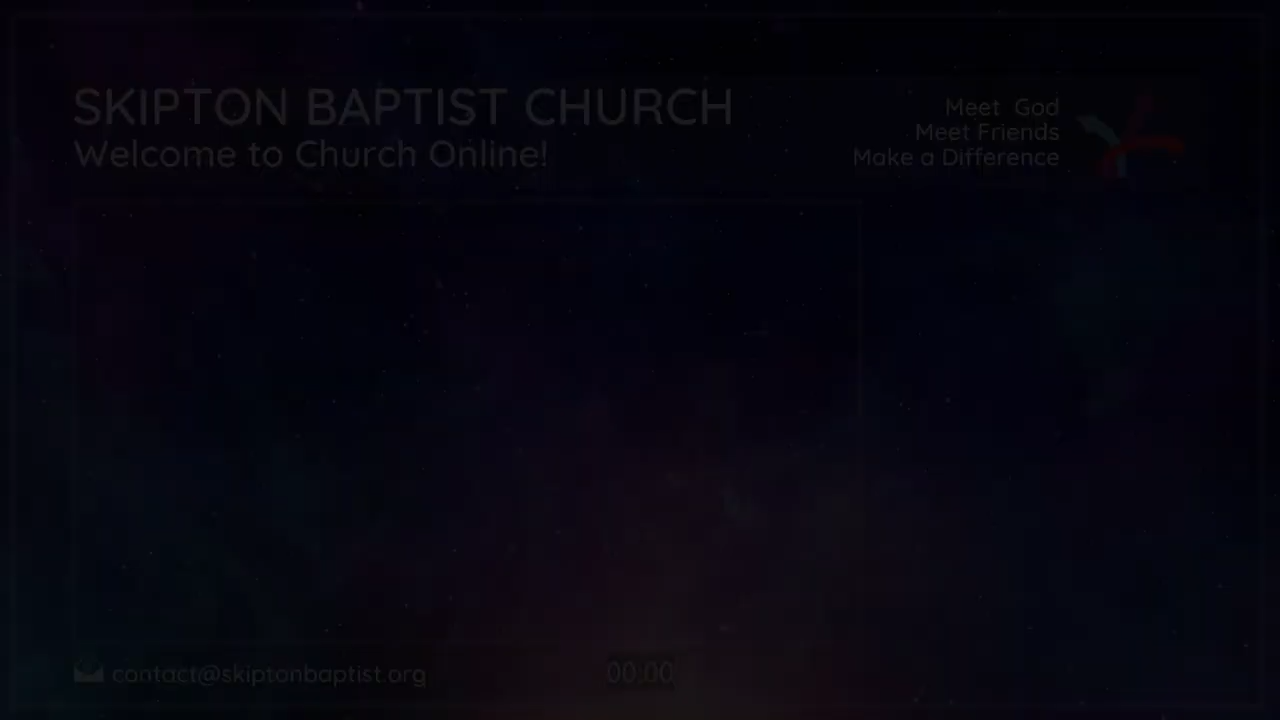 SKIPTON BAPTIST CHURCH
Welcome to Church Online!
Meet God
Meet Friends
Make a Difference
contact@skiptonbaptist.org
00:00